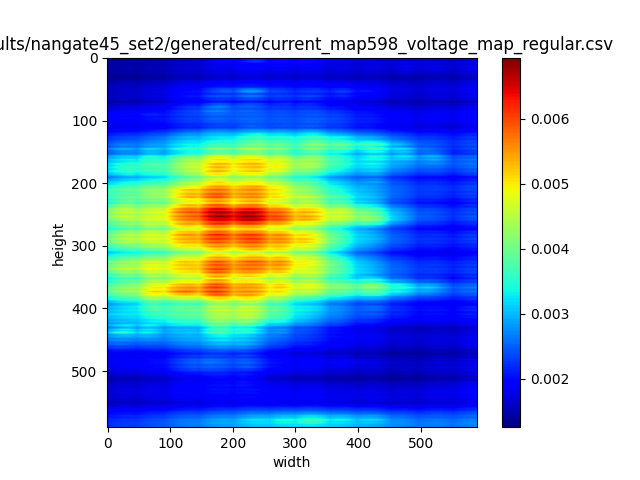 ults/nangate45_set2/generated/current_map598_voltage_map_regular.csv
0
100
200
300
400
500
height
0 100 200 300 400 500
width
0.006
0.005
0.004
0.003
0.002